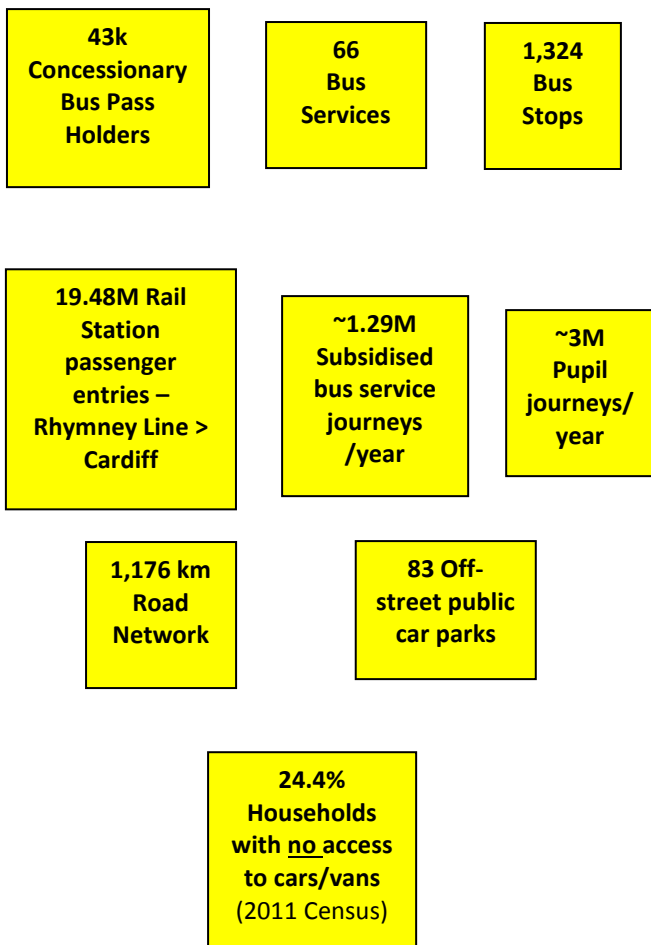 43k
Concessionary
Bus Pass
Holders
66
Bus
Services
1,324
Bus
Stops
19.48M Rail
Station
passenger
entries –
Rhymney Line >
Cardiff
~1.29M
Subsidised
bus service
journeys
/year
~3M
Pupil
journeys/
year
1,176 km
Road
Network
83 Off-
street public
car parks
24.4%
Households
with no access
to cars/vans
(2011 Census)